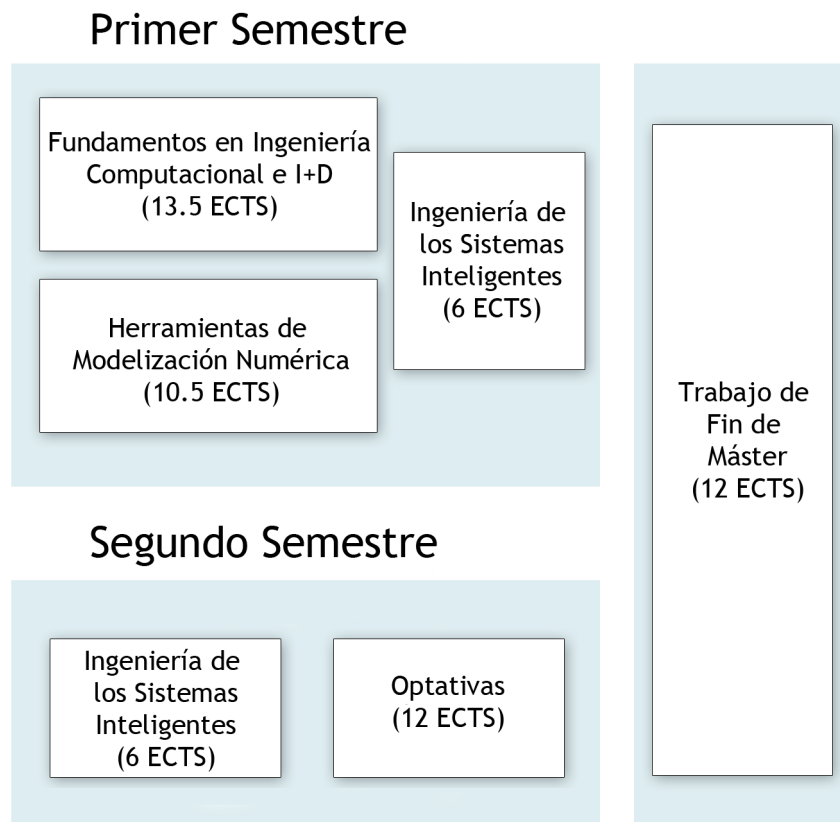 Primer Semestre
Fundamentos en Ingeniería
Computacional e I+D
(13.5 ECTS)
Herramientas de
Modelización Numérica
(10.5 ECTS)
Ingeniería de
los Sistemas
Inteligentes
(6 ECTS)
Segundo Semestre
Ingeniería de
los Sistemas
Inteligentes
(6 ECTS)
Optativas
(12 ECTS)
Trabajo de
Fin de
Máster
(12 ECTS)